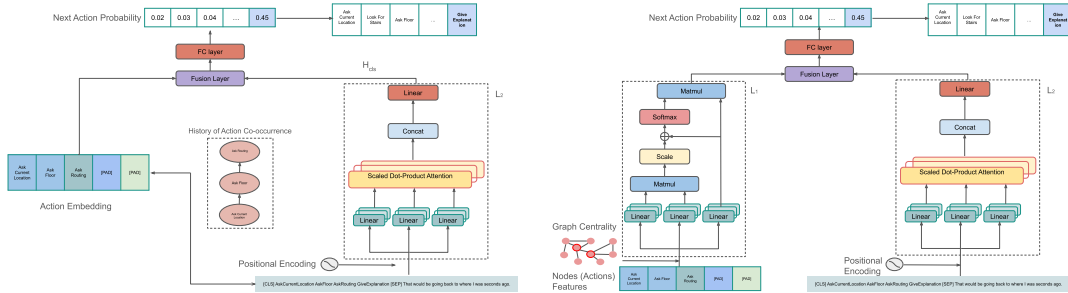 Next Action Probability
0.02 0.03 0.04 ... 0.45
Ask Current Location
Look For Stairs
Ask Floor
...
Give Explanation
FC layer
Fusion Layer
H_cls
L_2
Linear
Concat
Scaled Dot-Product Attention
Linear Linear Linear
History of Action Co-occurrence
Ask Routing
Ask Floor
Ask Current Location
Ask Current Location
Ask Floor
Ask Routing
[PAD]
[PAD]
Action Embedding
Positional Encoding
[CLS] AskCurrentLocation AskFloor AskRouting GiveExplanation [SEP] That would be going back to where I was seconds ago.
Next Action Probability
0.02 0.03 0.04 ... 0.45
Ask Current Location
Look For Stairs
Ask Floor
...
Give Explanation
FC layer
Fusion Layer
L_1
Matmul
Softmax
Scale
Matmul
Linear Linear Linear
Graph Centrality
Nodes (Actions)
Features
Ask Current Location
Ask Floor
Ask Routing
[PAD]
[PAD]
L_2
Linear
Concat
Scaled Dot-Product Attention
Linear Linear Linear
Positional
Encoding
[CLS] AskCurrentLocation AskFloor AskRouting GiveExplanation [SEP] That would be going back to where I was seconds ago.